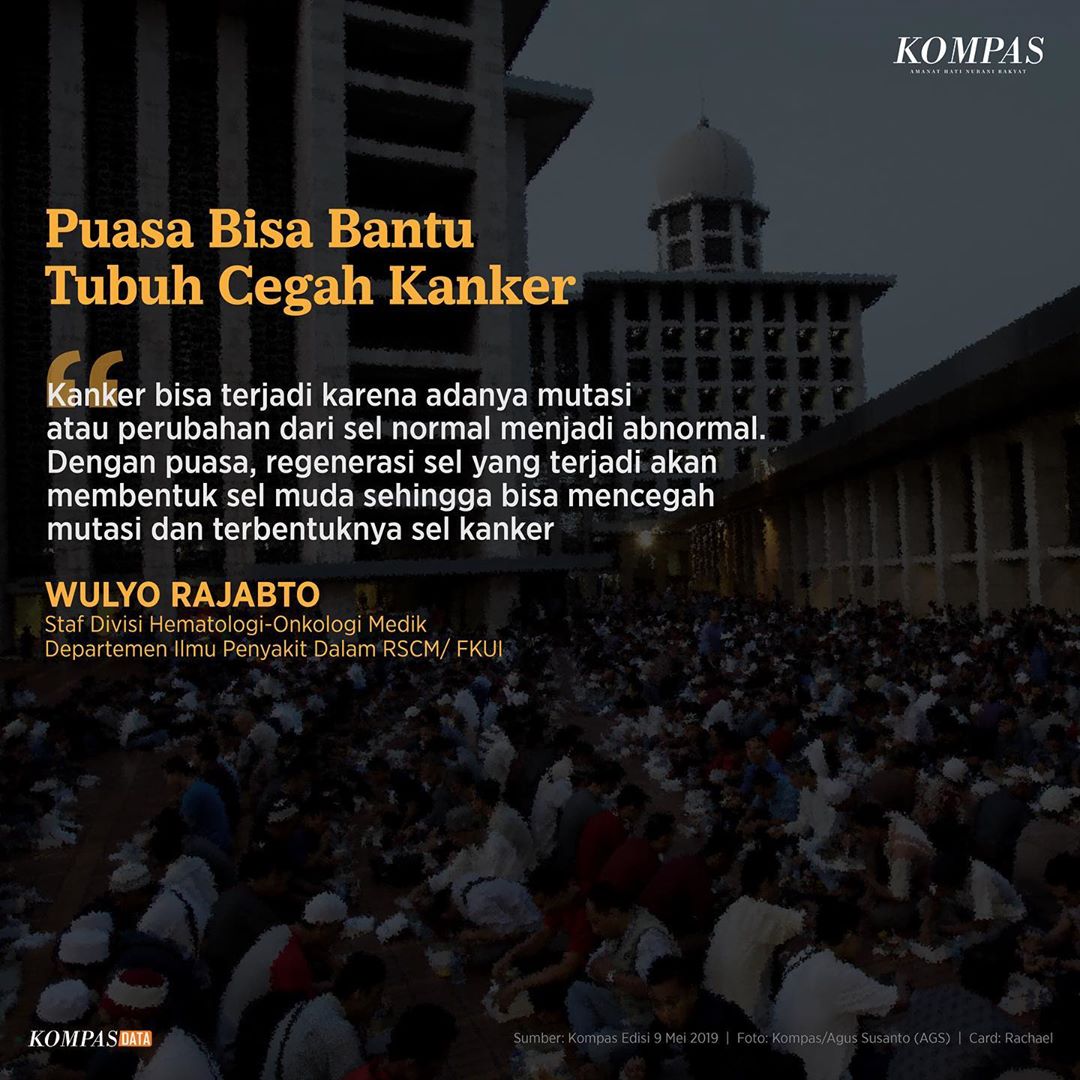 KOMPAS
AMANAT HATI NURANI RAKYAT
Puasa Bisa Bantu
Tubuh Cegah Kanker
“
Kanker bisa terjadi karena adanya mutasi
atau perubahan dari sel normal menjadi abnormal.
Dengan puasa, regenerasi sel yang terjadi akan
membentuk sel muda sehingga bisa mencegah
mutasi dan terbentuknya sel kanker
WULYO RAJABTO
Staf Divisi Hematologi-Onkologi Medik
Departemen Ilmu Penyakit Dalam RSCM/ FKUI
KOMPAS DATA
Sumber: Kompas Edisi 9 Mei 2019 | Foto: Kompas/Agus Susanto (AGS) | Card: Rachael